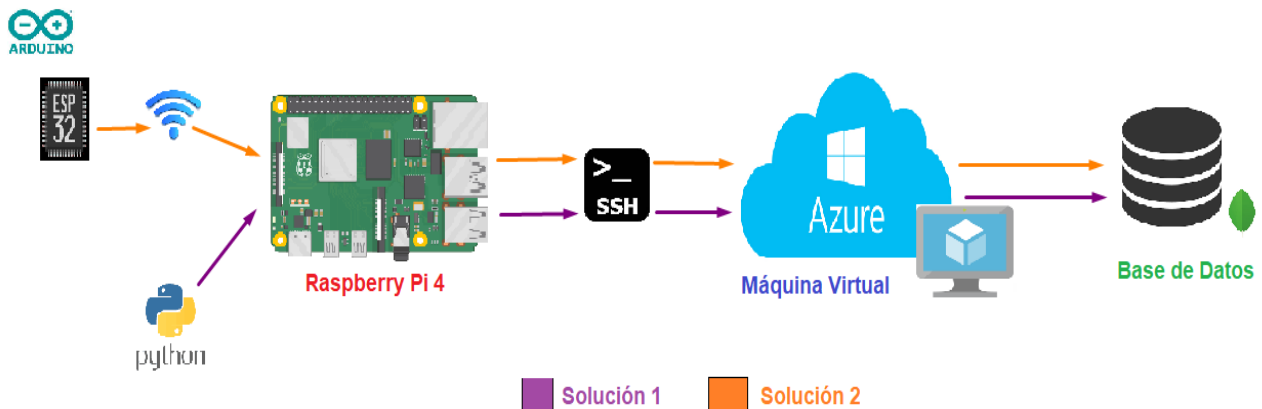 ARDUINO
ESP
32
Raspberry Pi 4
python
>_
SSH
Azure
Máquina Virtual
Base de Datos
Solución 1
Solución 2